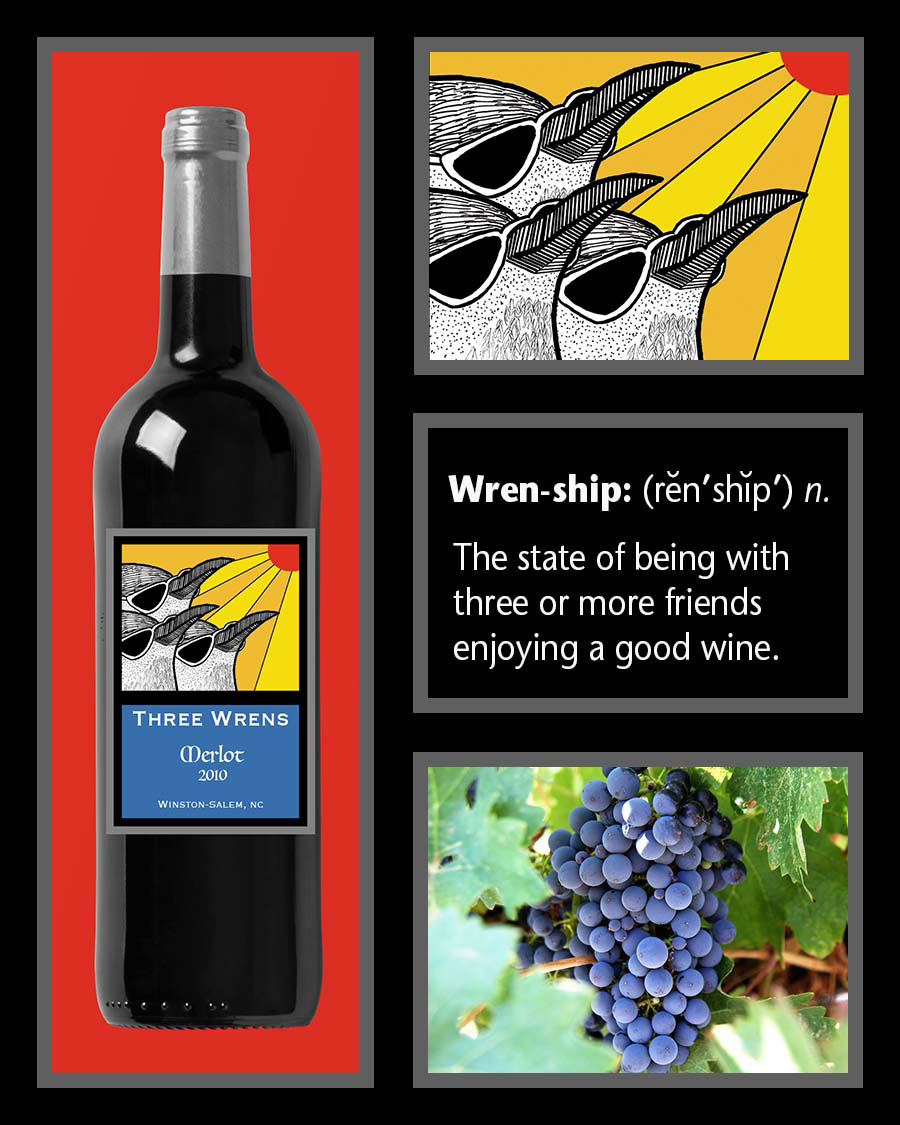 Three Wrens
Merlot
2010
Winston-Salem, NC
Wren-ship: (rĕn′shĭp′) n.
The state of being with
three or more friends
enjoying a good wine.